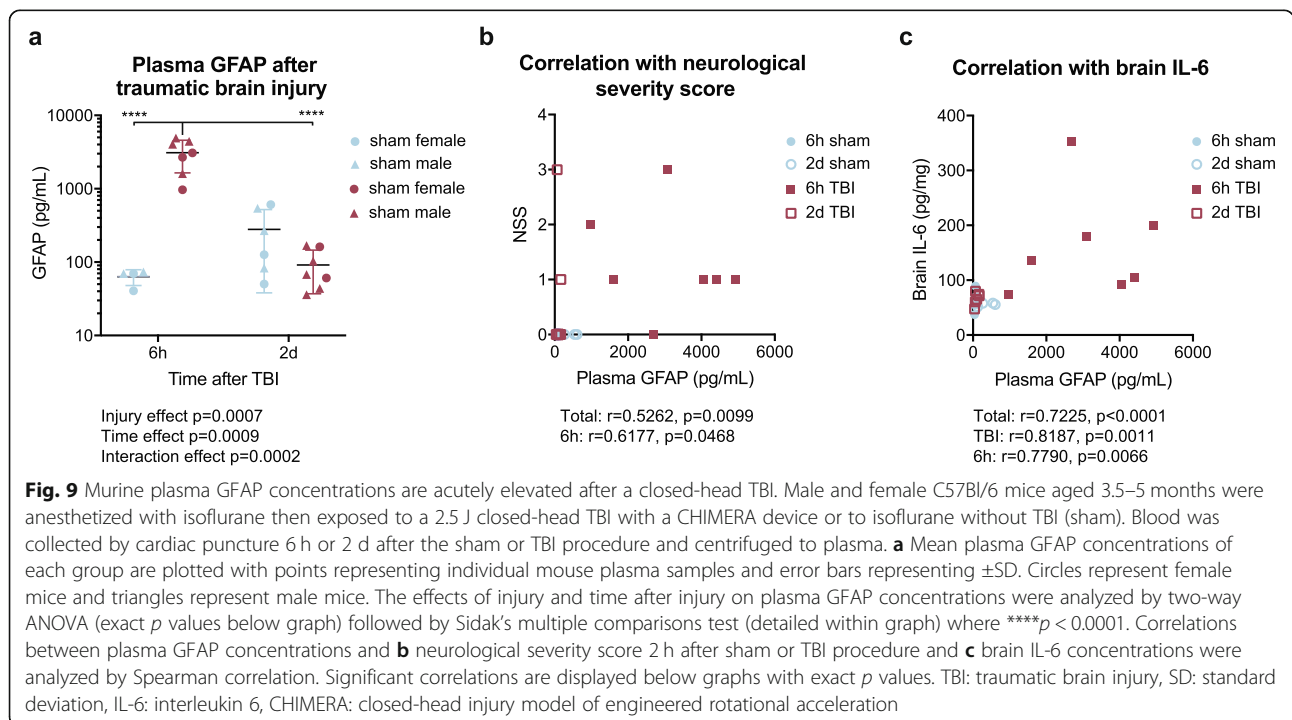 a
Plasma GFAP after
traumatic brain injury
GFAP (pg/mL)
10000
1000
100
10
****
****
6h
2d
Time after TBI
sham female
sham male
sham female
sham male
Injury effect p=0.0007
Time effect p=0.0009
Interaction effect p=0.0002
b
Correlation with neurological
severity score
NSS
4
3
2
1
0
0
2000
4000
6000
Plasma GFAP (pg/mL)
6h sham
2d sham
6h TBI
2d TBI
Total: r=0.5262, p=0.0099
6h: r=0.6177, p=0.0468
c
Correlation with brain IL-6
Brain IL-6 (pg/mg)
400
300
200
100
0
0
2000
4000
6000
Plasma GFAP (pg/mL)
6h sham
2d sham
6h TBI
2d TBI
Total: r=0.7225, p<0.0001
TBI: r=0.8187, p=0.0011
6h: r=0.7790, p=0.0066
Fig. 9 Murine plasma GFAP concentrations are acutely elevated after a closed-head TBI. Male and female C57Bl/6 mice aged 3.5–5 months were
anesthetized with isoflurane then exposed to a 2.5 J closed-head TBI with a CHIMERA device or to isoflurane without TBI (sham). Blood was
collected by cardiac puncture 6 h or 2 d after the sham or TBI procedure and centrifuged to plasma. a Mean plasma GFAP concentrations of
each group are plotted with points representing individual mouse plasma samples and error bars representing ±SD. Circles represent female
mice and triangles represent male mice. The effects of injury and time after injury on plasma GFAP concentrations were analyzed by two-way
ANOVA (exact p values below graph) followed by Sidak's multiple comparisons test (detailed within graph) where ****p < 0.0001. Correlations
between plasma GFAP concentrations and b neurological severity score 2 h after sham or TBI procedure and c brain IL-6 concentrations were
analyzed by Spearman correlation. Significant correlations are displayed below graphs with exact p values. TBI: traumatic brain injury, SD: standard
deviation, IL-6: interleukin 6, CHIMERA: closed-head injury model of engineered rotational acceleration